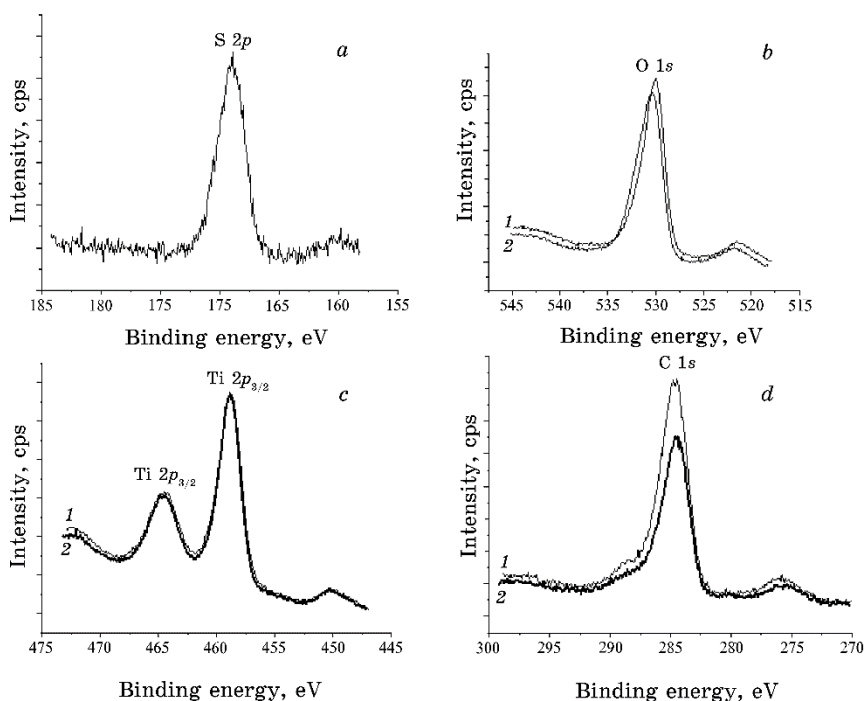 S 2p
a
Intensity, cps
185 180 175 170 165 160 155
Binding energy, eV
O 1s
b
Intensity, cps
1
2
545 540 535 530 525 520 515
Binding energy, eV
Ti 2p3/2
c
Ti 2p3/2
Intensity, cps
1
2
475 470 465 460 455 450 445
Binding energy, eV
C 1s
d
Intensity, cps
1
2
300 295 290 285 280 275 270
Binding energy, eV